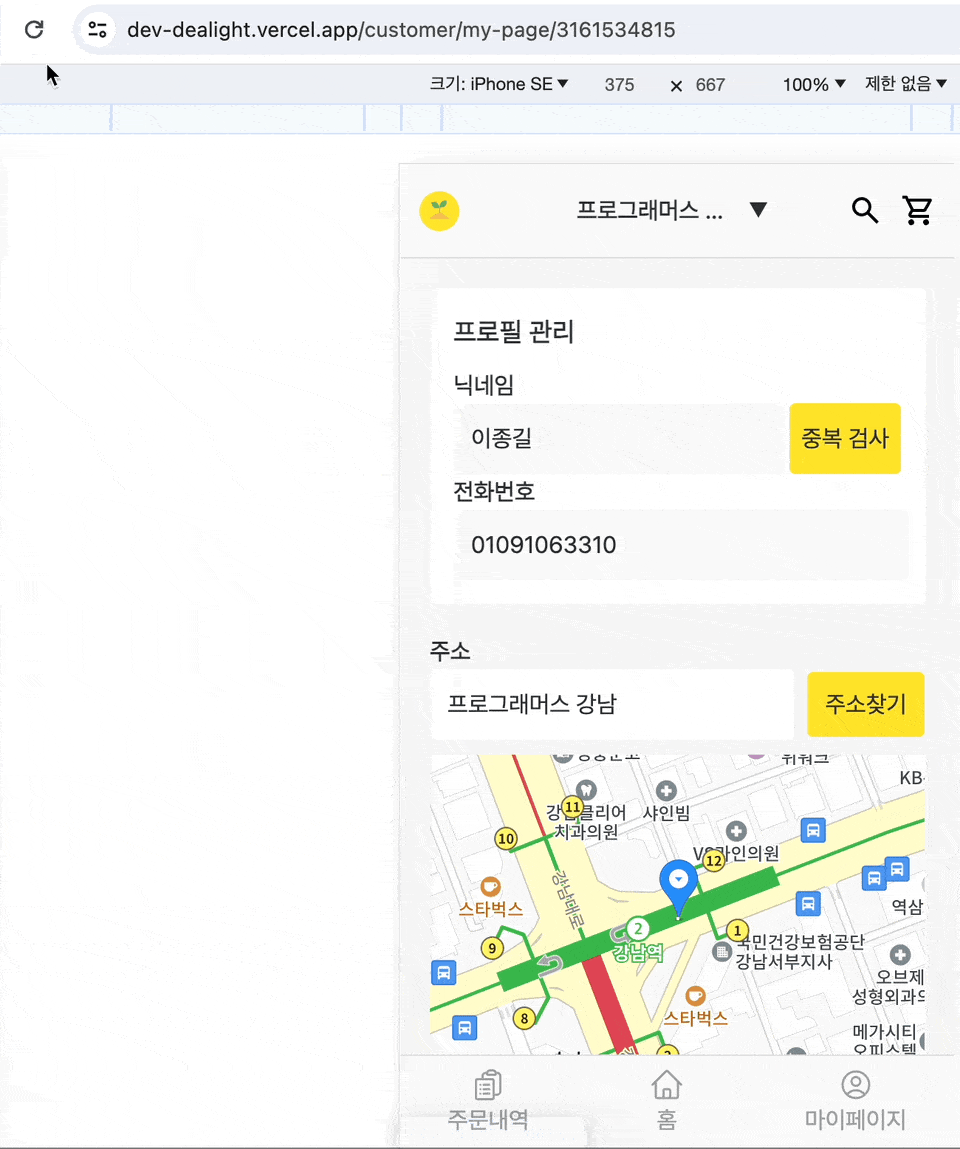 dev-dealight.vercel.app/customer/my-page/3161534815
크기: iPhone SE ▼ 375 × 667 100% ▼ 제한 없음 ▼
프로그래머스 ... ▼
프로필 관리
닉네임
이종길
중복 검사
전화번호
01091063310
주소
프로그래머스 강남
주소찾기
위워크
KB
강남클리어
치과의원
11
샤인빔
10
VS라인의원
12
강남대로
스타벅스
역삼
9
2
강남역
1
국민건강보험공단
강남서부지사
오브제
성형외과의
8
스타벅스
메가시티
오피스텔
2
주문내역
홈
마이페이지